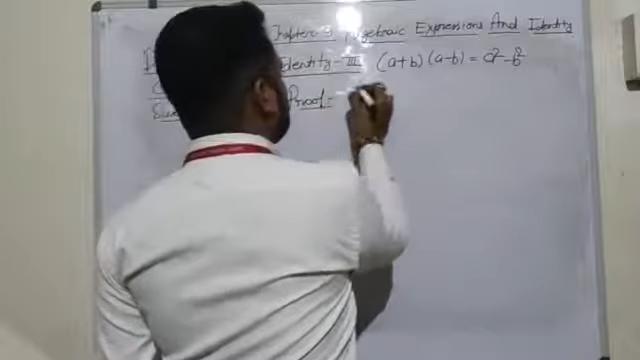 Chapter-3 Algebraic Expressions And Identity
Identity-III (a+b) (a-b) = a²-b²
Proof:-